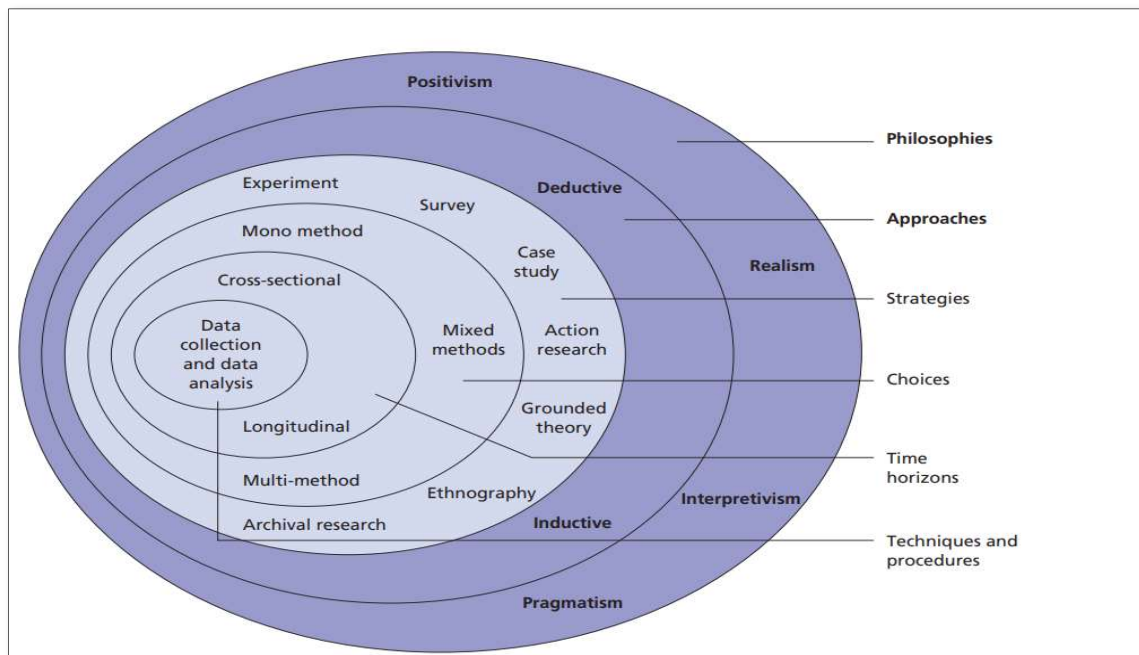 Positivism
Philosophies
Experiment
Deductive
Survey
Approaches
Mono method
Case
study
Realism
Cross-sectional
Strategies
Data
collection
and data
analysis
Mixed
methods
Action
research
Choices
Grounded
theory
Longitudinal
Time
horizons
Multi-method
Ethnography
Interpretivism
Archival research
Inductive
Techniques and
procedures
Pragmatism